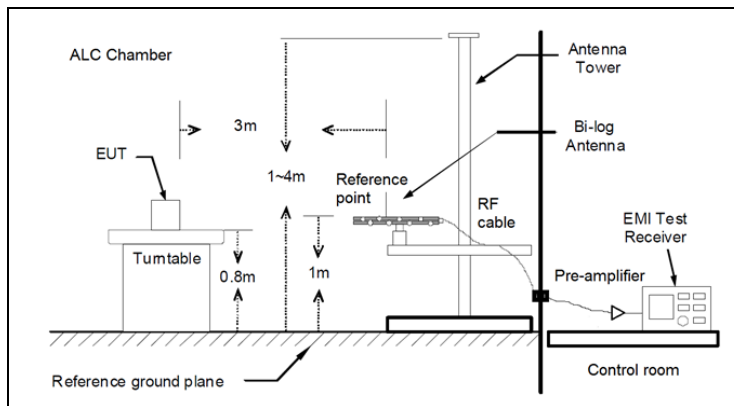 ALC Chamber
Antenna
Tower
3m
Bi-log
Antenna
EUT
1~4m
Reference
point
RF
cable
EMI Test
Receiver
Turntable
0.8m
1m
Pre-amplifier
Reference ground plane
Control room